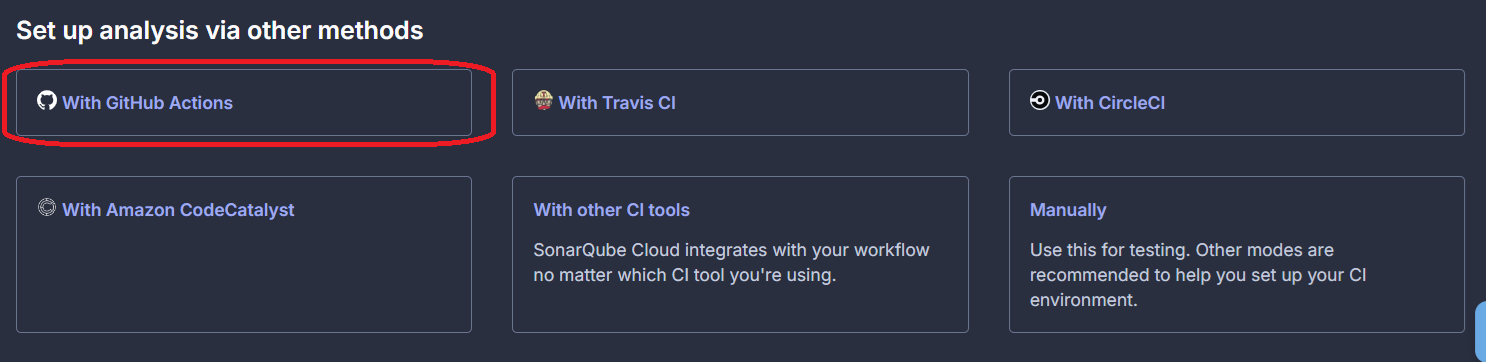 Set up analysis via other methods
With GitHub Actions
With Travis CI
With CircleCI
With Amazon CodeCatalyst
With other CI tools
SonarQube Cloud integrates with your workflow
no matter which CI tool you're using.
Manually
Use this for testing. Other modes are
recommended to help you set up your CI
environment.